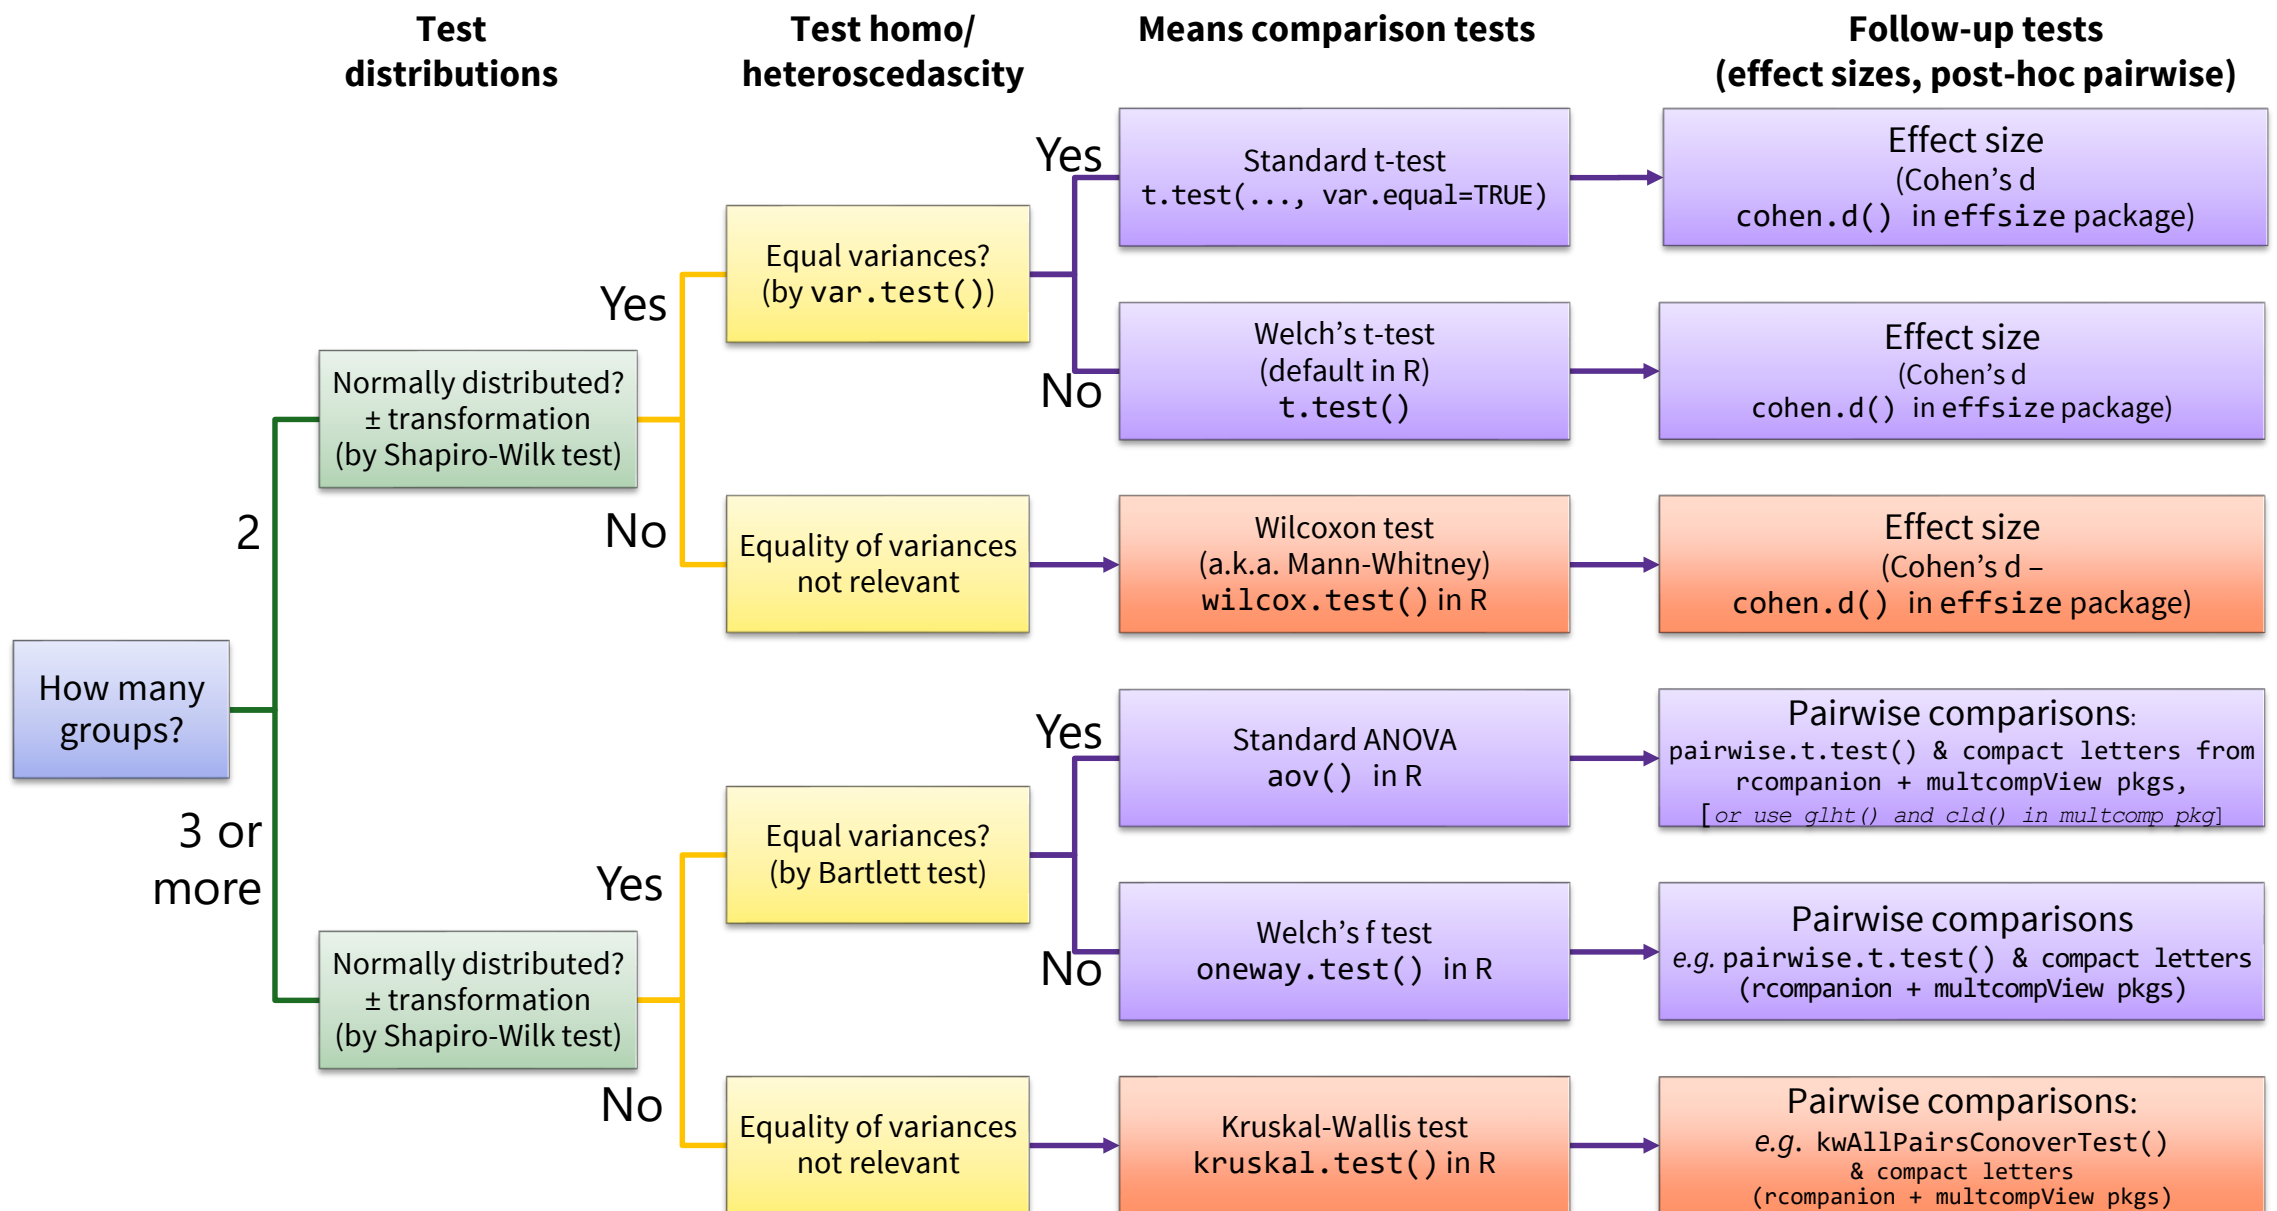 Test
distributions
Test homo/
heteroscedascity
Means comparison tests
Follow-up tests
(effect sizes, post-hoc pairwise)
How many
groups?
2
3 or
more
Normally distributed?
± transformation
(by Shapiro-Wilk test)
Yes
No
Equal variances?
(by var.test())
Yes
No
Standard t-test
t.test(..., var.equal=TRUE)
Effect size
(Cohen’s d
cohen.d() in effsize package)
Welch’s t-test
(default in R)
t.test()
Effect size
(Cohen’s d
cohen.d() in effsize package)
Equality of variances
not relevant
Wilcoxon test
(a.k.a. Mann-Whitney)
wilcox.test() in R
Effect size
(Cohen’s d –
cohen.d() in effsize package)
Normally distributed?
± transformation
(by Shapiro-Wilk test)
Yes
No
Equal variances?
(by Bartlett test)
Yes
No
Standard ANOVA
aov() in R
Pairwise comparisons:
pairwise.t.test() & compact letters from
rcompanion + multcompView pkgs,
[or use glht() and cld() in multcomp pkg]
Welch’s f test
oneway.test() in R
Pairwise comparisons
e.g. pairwise.t.test() & compact letters
(rcompanion + multcompView pkgs)
Equality of variances
not relevant
Kruskal-Wallis test
kruskal.test() in R
Pairwise comparisons:
e.g. kwAllPairsConoverTest()
& compact letters
(rcompanion + multcompView pkgs)